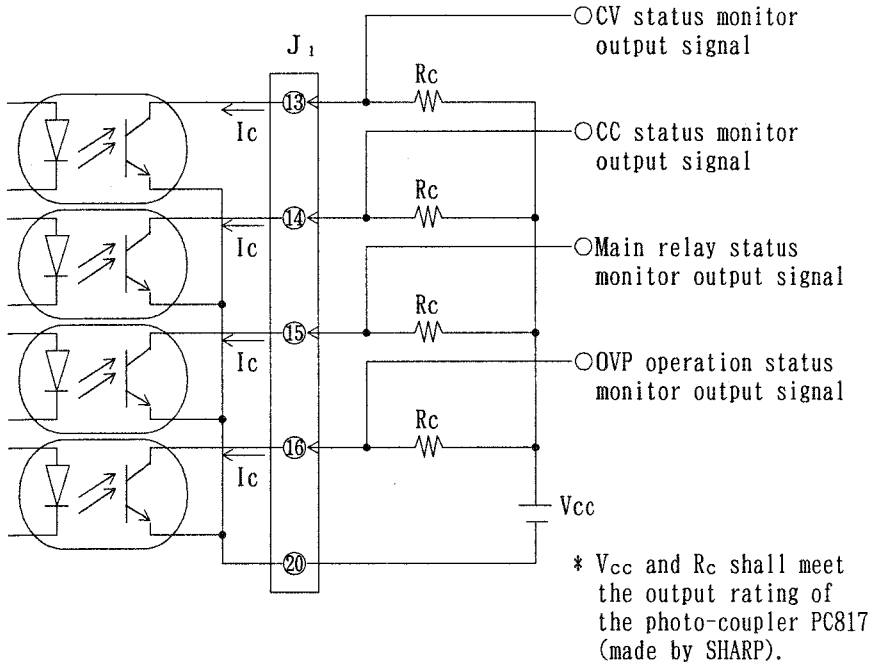 CV status monitor
output signal
J1
Rc
⑬
Ic
CC status monitor
output signal
Rc
⑭
Ic
Main relay status
monitor output signal
Rc
⑮
Ic
OVP operation status
monitor output signal
Rc
⑯
Ic
Vcc
⑳
* Vcc and Rc shall meet
the output rating of
the photo-coupler PC817
(made by SHARP).